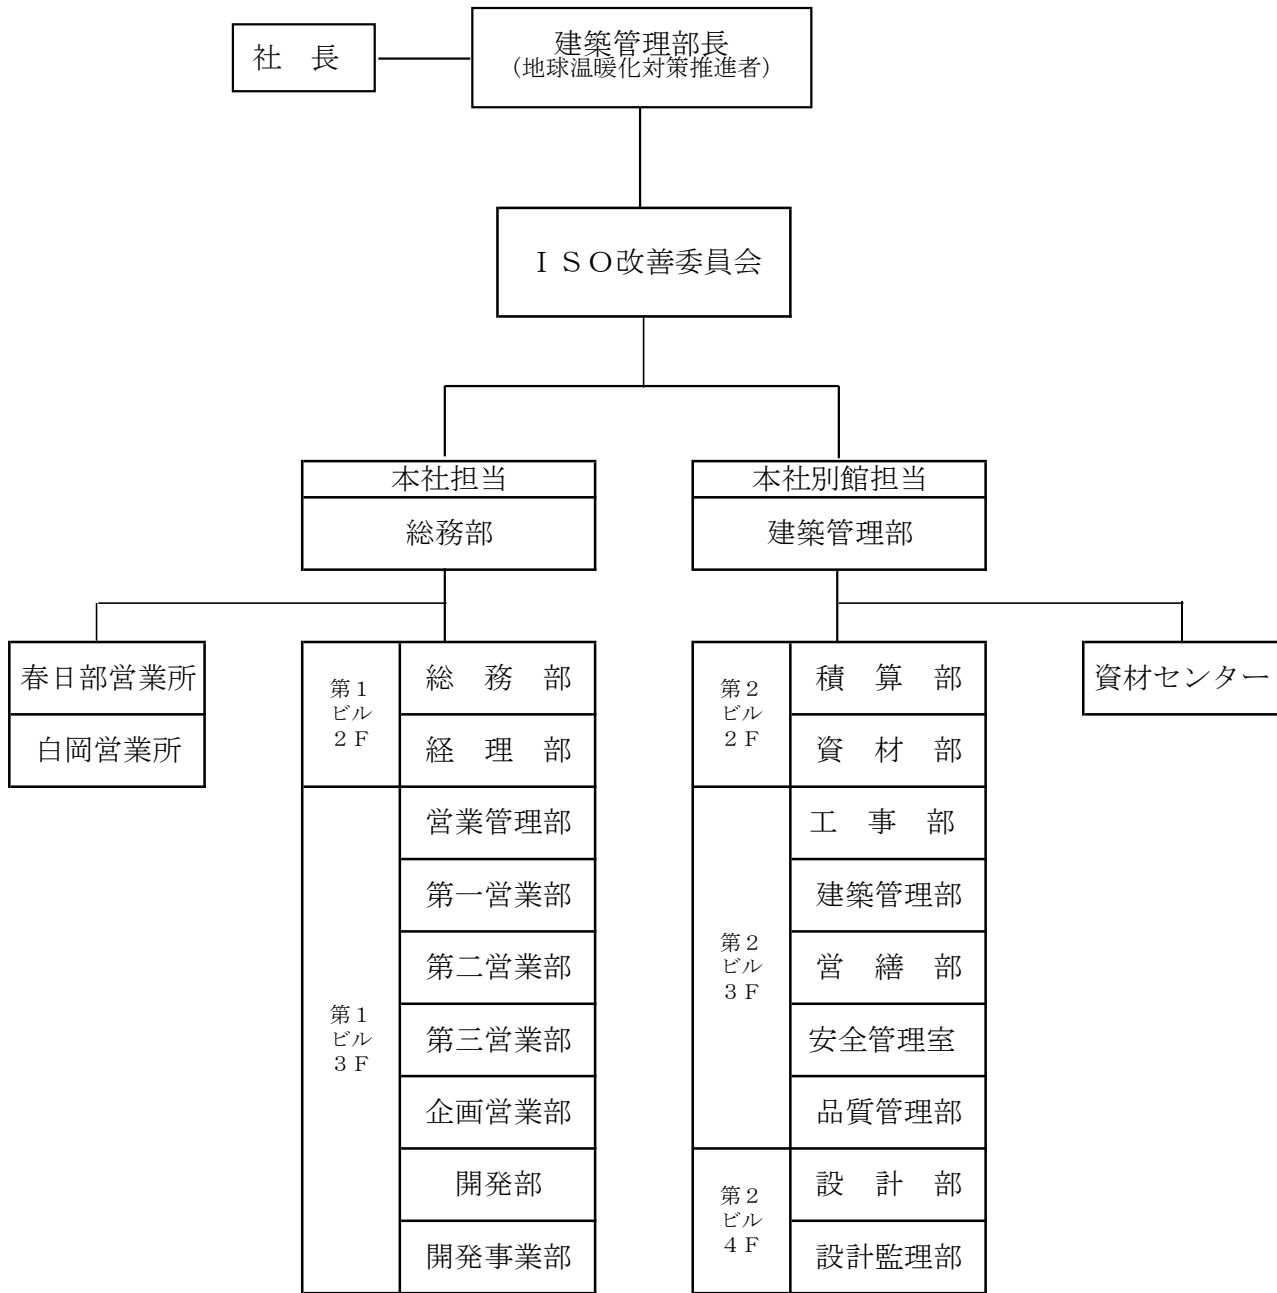 社　長
建築管理部長
（地球温暖化対策推進者）
ＩＳＯ改善委員会
本社担当
総務部
本社別館担当
建築管理部
春日部営業所
白岡営業所
第１
ビル
２Ｆ
総　務　部
経　理　部
第１
ビル
３Ｆ
営業管理部
第一営業部
第二営業部
第三営業部
企画営業部
開発部
開発事業部
第２
ビル
２Ｆ
積　算　部
資　材　部
第２
ビル
３Ｆ
工　事　部
建築管理部
営　繕　部
安全管理室
品質管理部
第２
ビル
４Ｆ
設　計　部
設計監理部
資材センター